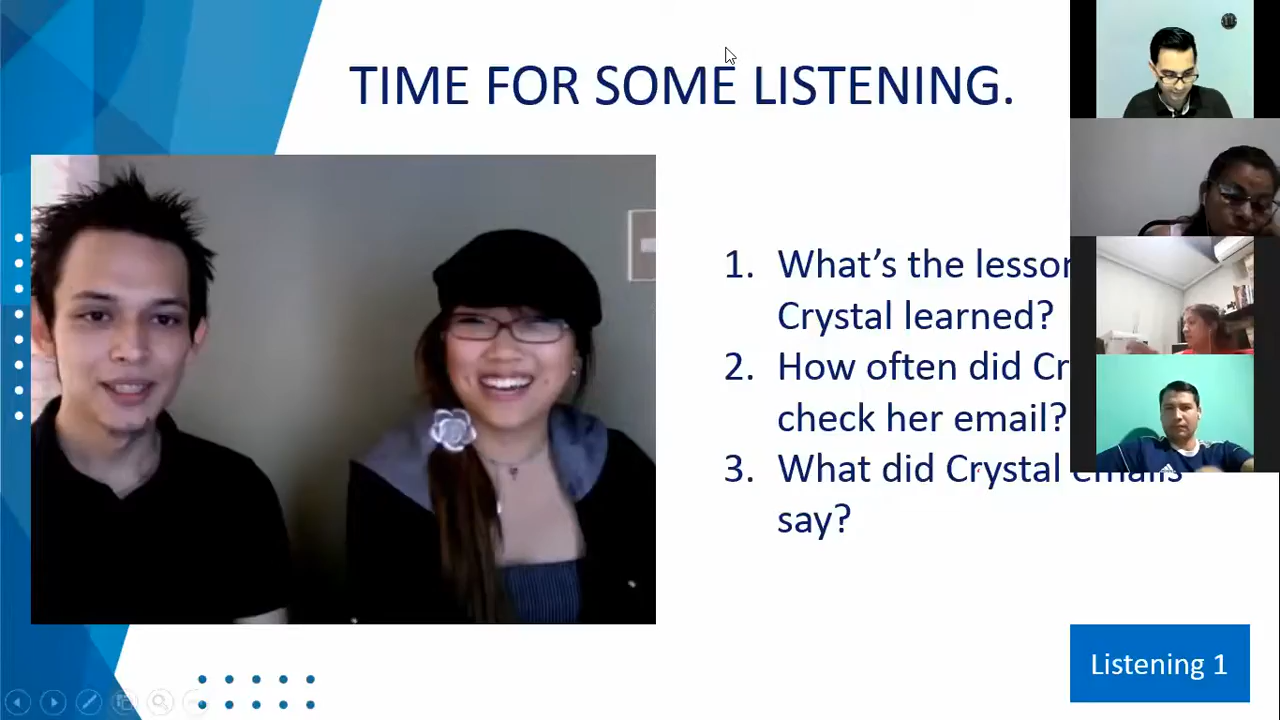 TIME FOR SOME LISTENING.
1. What's the lesson
Crystal learned?
2. How often did
check her email?
3. What did Crystal emails
say?
Listening 1